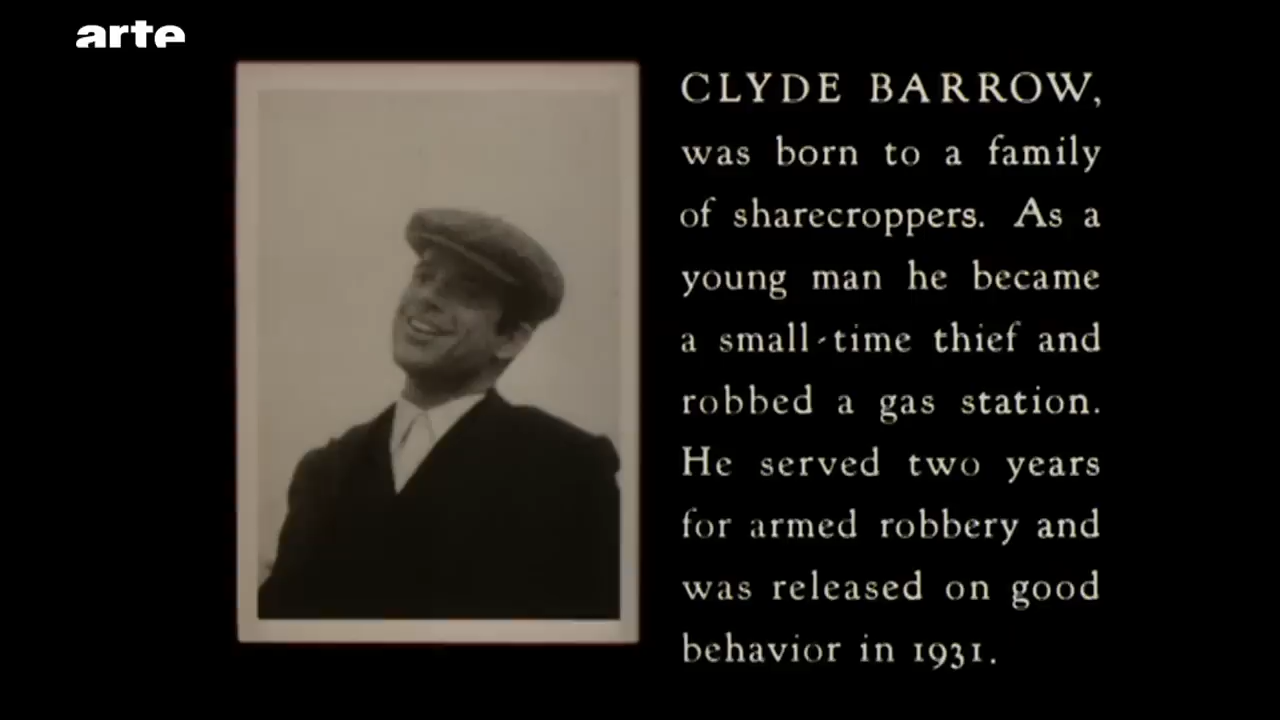 arte
CLYDE BARROW,
was born to a family
of sharecroppers. As a
young man he became
a small-time thief and
robbed a gas station.
He served two years
for armed robbery and
was released on good
behavior in 1931.